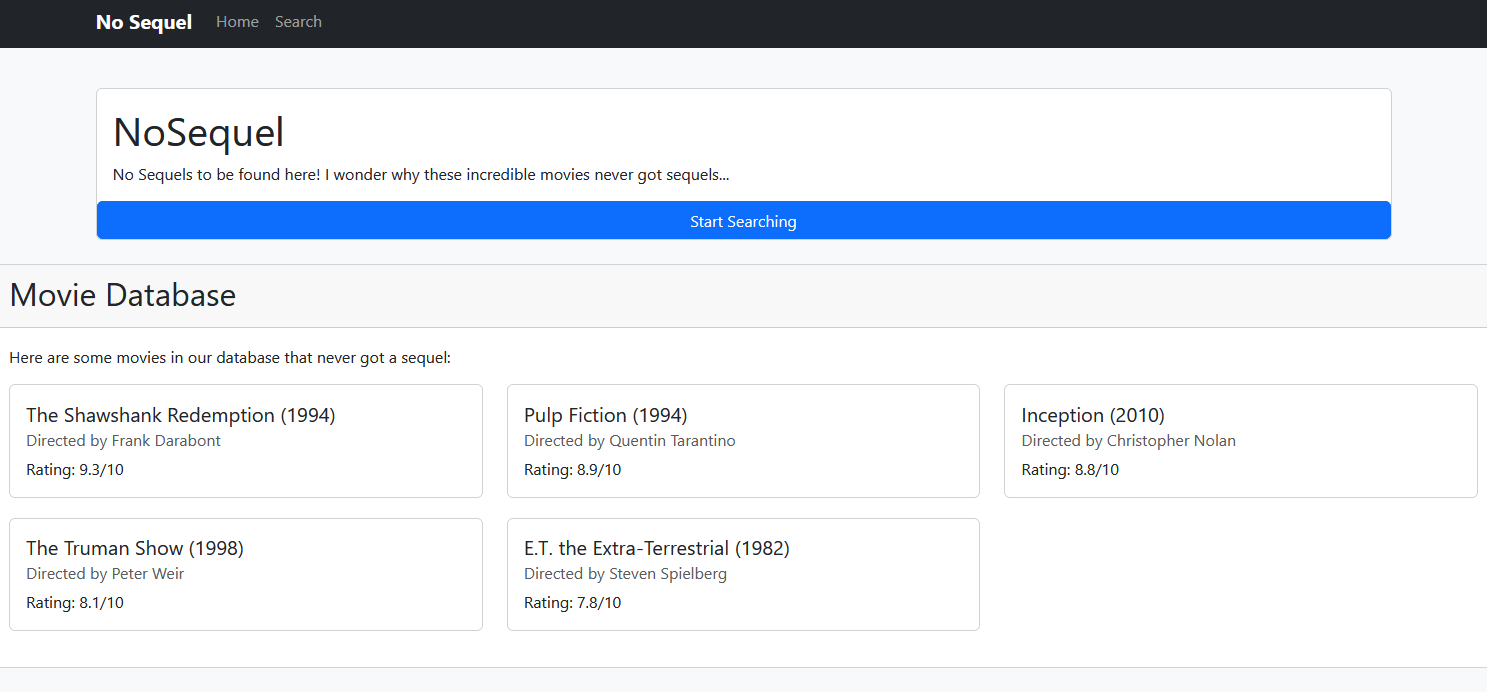 No Sequel Home Search
NoSequel
No Sequels to be found here! I wonder why these incredible movies never got sequels...
Start Searching
Movie Database
Here are some movies in our database that never got a sequel:
The Shawshank Redemption (1994)
Directed by Frank Darabont
Rating: 9.3/10
Pulp Fiction (1994)
Directed by Quentin Tarantino
Rating: 8.9/10
Inception (2010)
Directed by Christopher Nolan
Rating: 8.8/10
The Truman Show (1998)
Directed by Peter Weir
Rating: 8.1/10
E.T. the Extra-Terrestrial (1982)
Directed by Steven Spielberg
Rating: 7.8/10